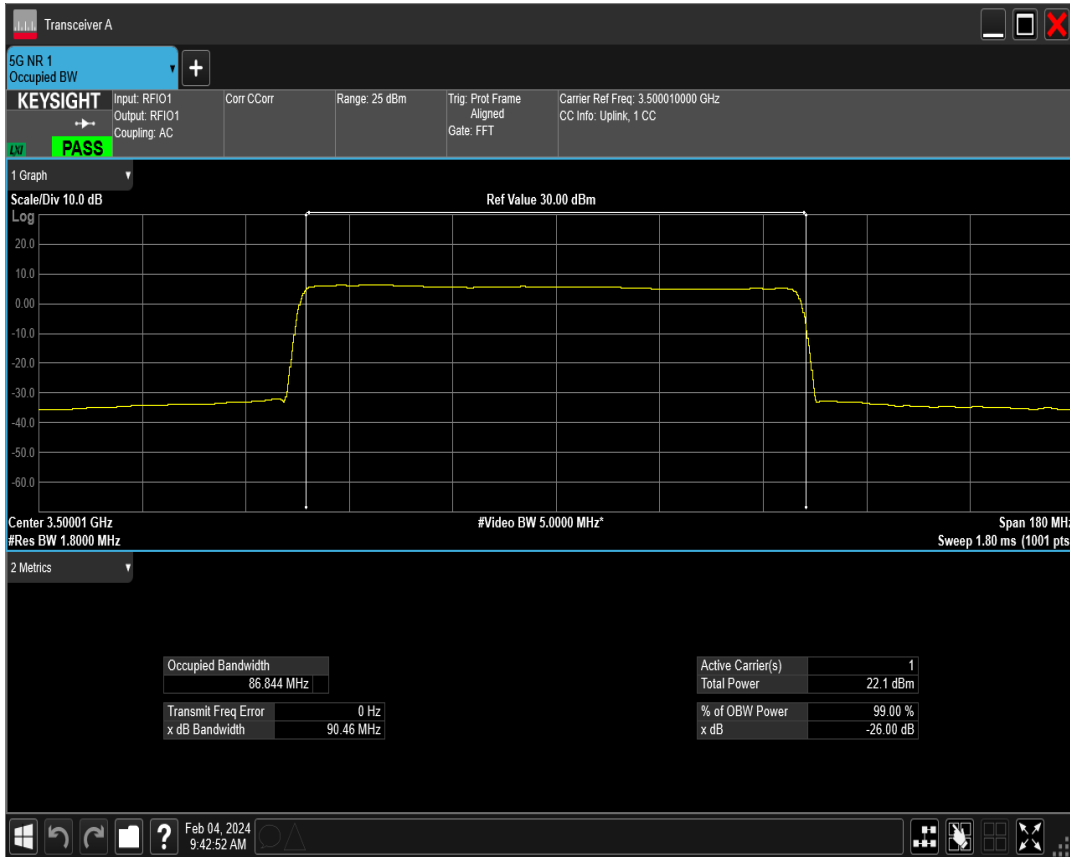 Transceiver A
5G NR 1
Occupied BW
+
KEYSIGHT
LXI
PASS
Input: RFIO1
Output: RFIO1
Coupling: AC
Corr CCorr
Range: 25 dBm
Trig: Prot Frame
Aligned
Gate: FFT
Carrier Ref Freq: 3.500010000 GHz
CC Info: Uplink, 1 CC
1 Graph
Scale/Div 10.0 dB
Ref Value 30.00 dBm
Log
20.0
10.0
0.00
-10.0
-20.0
-30.0
-40.0
-50.0
-60.0
Center 3.50001 GHz
#Video BW 5.0000 MHz*
Span 180 MHz
#Res BW 1.8000 MHz
Sweep 1.80 ms (1001 pts
2 Metrics
Occupied Bandwidth
86.844 MHz
Transmit Freq Error 0 Hz
x dB Bandwidth 90.46 MHz
Active Carrier(s) 1
Total Power 22.1 dBm
% of OBW Power 99.00 %
x dB -26.00 dB
?
Feb 04, 2024
9:42:52 AM